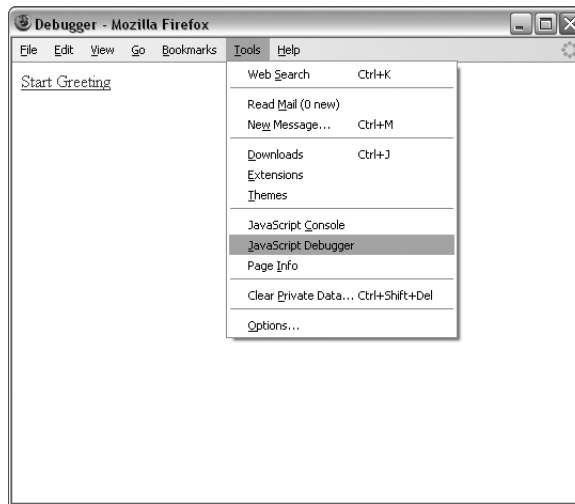 Debugger - Mozilla Firefox
File Edit View Go Bookmarks Tools Help
Start Greeting
Web Search Ctrl+K
Read Mail (0 new)
New Message... Ctrl+M
Downloads Ctrl+J
Extensions
Themes
JavaScript Console
JavaScript Debugger
Page Info
Clear Private Data... Ctrl+Shift+Del
Options...